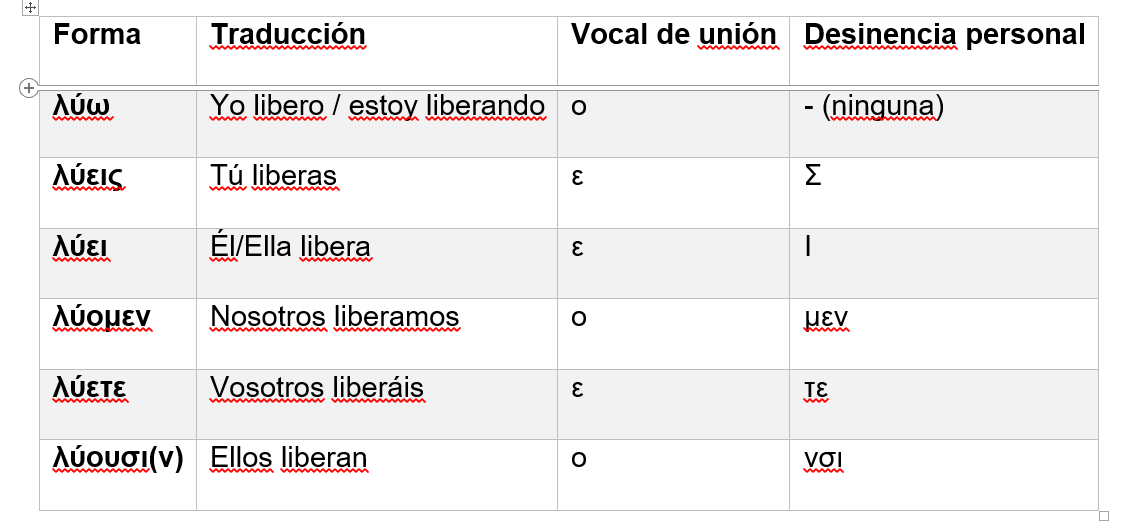 Forma Traducción Vocal de unión Desinencia personal
λύω Yo libero / estoy liberando ο - (ninguna)
λύεις Tú liberas ε Σ
λύει Él/Ella libera ε Ι
λύομεν Nosotros liberamos ο μεν
λύετε Vosotros liberáis ε τε
λύουσι(ν) Ellos liberan ο νσι